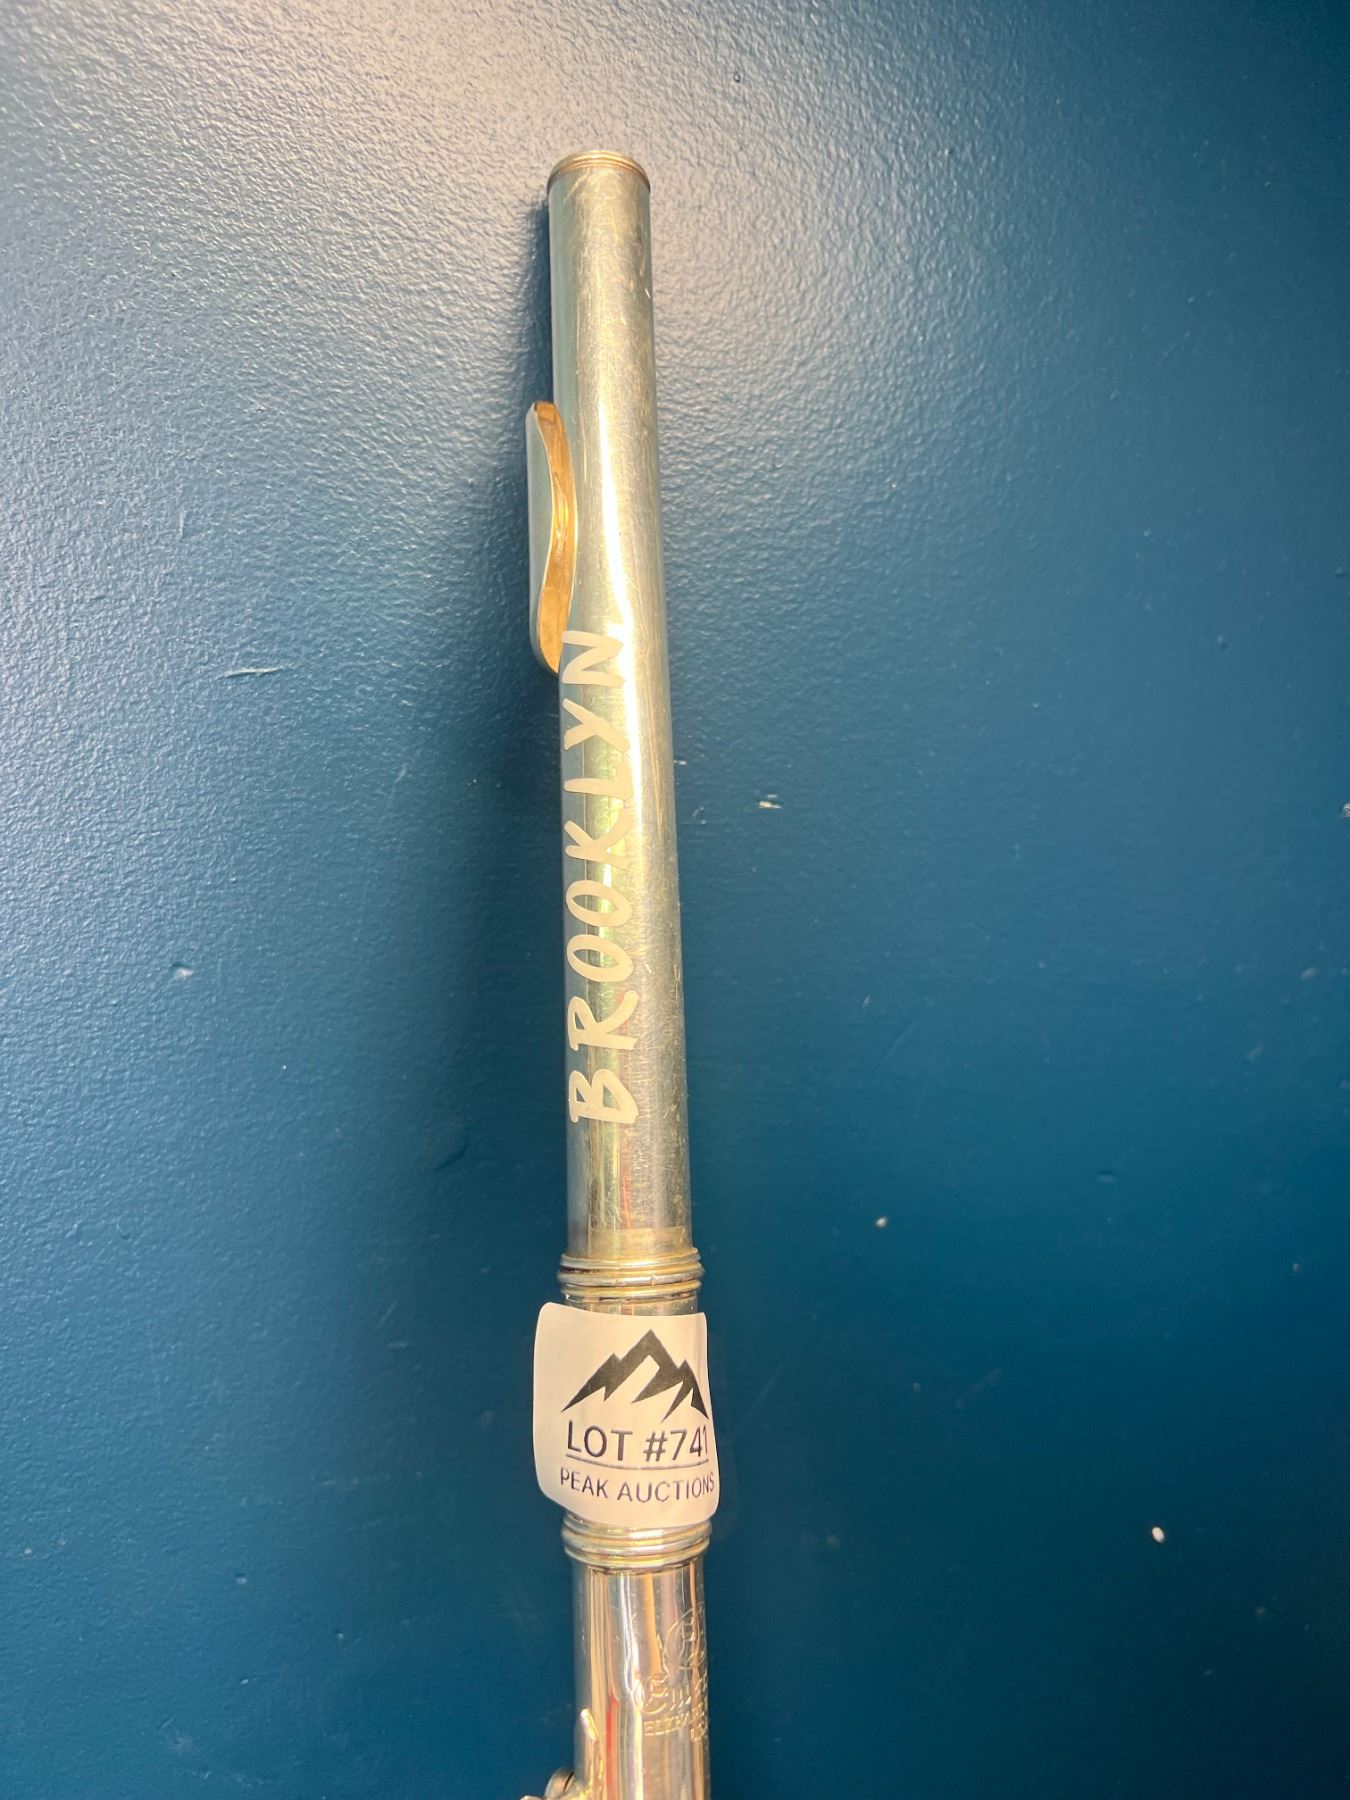 BROOKLYN
LOT #741
PEAK AUCTIONS